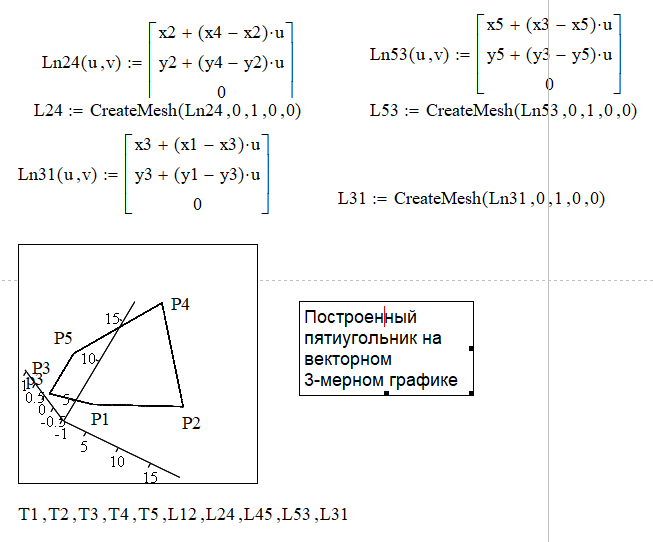 Ln24(u,v) := [x2 + (x4 − x2)·u
y2 + (y4 − y2)·u
0]
Ln53(u,v) := [x5 + (x3 − x5)·u
y5 + (y3 − y5)·u
0]
L24 := CreateMesh(Ln24,0,1,0,0)
L53 := CreateMesh(Ln53,0,1,0,0)
Ln31(u,v) := [x3 + (x1 − x3)·u
y3 + (y1 − y3)·u
0]
L31 := CreateMesh(Ln31,0,1,0,0)
P4
15
P5
10
P3
0.5
5
0
-0.5
-1
P1
P2
5
10
15
Построенный
пятиугольник на
векторном
3-мерном графике
T1,T2,T3,T4,T5,L12,L24,L45,L53,L31